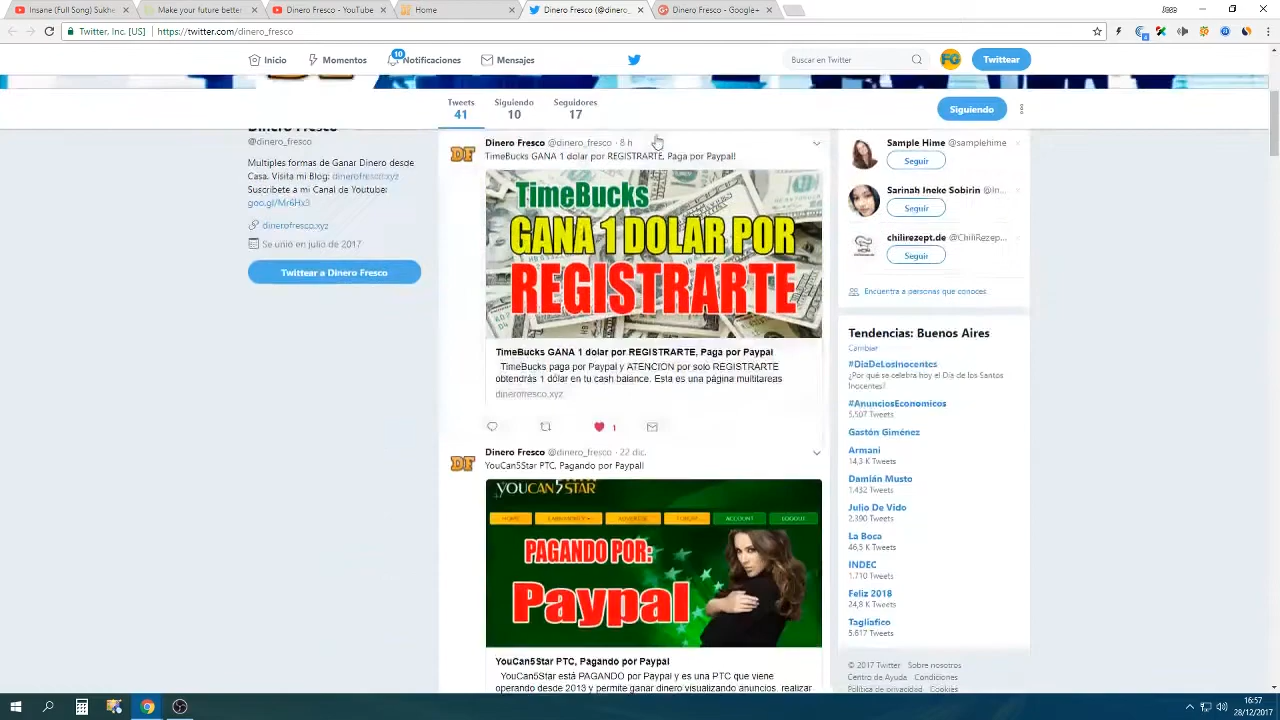 Insane (Full Song) Sukh
Make your future better
Dinero Fresco - YouTube
Home
Dinero Fresco (@dinero_
Dinero Fresco - Google+
Twitter, Inc. [US]
https://twitter.com/dinero_fresco
Inicio
Momentos
10
Notificaciones
Mensajes
Buscar en Twitter
FG
Twittear
Tweets
41
Siguiendo
10
Seguidores
17
Siguiendo
Dinero Fresco
@dinero_fresco
Multiples formas de Ganar Dinero desde
Casa. Visita mi Blog: dinerofresco.xyz
Suscribete a mi Canal de Youtube:
goo.gl/Mr6Hx3
dinerofresco.xyz
Se unió en julio de 2017
Twittear a Dinero Fresco
DF
Dinero Fresco @dinero_fresco · 8 h
TimeBucks GANA 1 dolar por REGISTRARTE, Paga por Paypal!
TimeBucks
GANA 1 DOLAR POR
REGISTRARTE
TimeBucks GANA 1 dolar por REGISTRARTE, Paga por Paypal
TimeBucks paga por Paypal y ATENCION por solo REGISTRARTE
obtendrás 1 dólar en tu cash balance. Esta es una página multitareas
dinerofresco.xyz
1
DF
Dinero Fresco @dinero_fresco · 22 dic.
YouCan5Star PTC, Pagando por Paypal!
YOUCAN5STAR
HOME
ADVERTISE
FORUM
ACCOUNT
LOGOUT
PAGANDO POR:
Paypal
YouCan5Star PTC, Pagando por Paypal
YouCan5Star está PAGANDO por Paypal y es una PTC que viene
operando desde 2013 y permite ganar dinero visualizando anuncios, realizar
Sample Hime @samplehime
Seguir
Sarinah Ineke Sobirin @In...
Seguir
chilirezept.de @ChiliRezep...
Seguir
Encuentra a personas que conoces
Tendencias: Buenos Aires
Cambiar
#DiaDeLosInocentes
¿Por qué se celebra hoy el Día de los Santos
Inocentes?
#AnunciosEconomicos
5.507 Tweets
Gastón Giménez
Armani
14,3 K Tweets
Damián Musto
1.432 Tweets
Julio De Vido
2.390 Tweets
La Boca
46,5 K Tweets
INDEC
1.710 Tweets
Feliz 2018
24,8 K Tweets
Tagliafico
5.617 Tweets
© 2017 Twitter Sobre nosotros
Centro de Ayuda Condiciones
Política de privacidad Cookies
16:57
28/12/2017